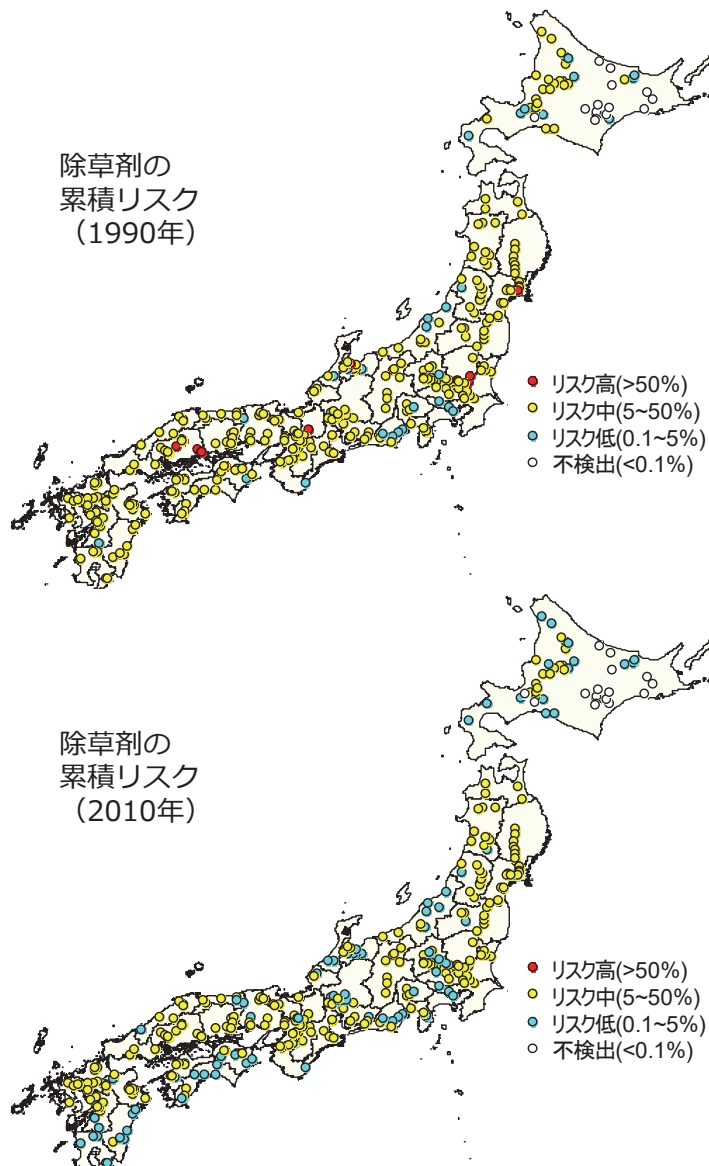 除草剤の
累積リスク
（1990年）
リスク高(>50%)
リスク中(5~50%)
リスク低(0.1~5%)
不検出(<0.1%)
除草剤の
累積リスク
（2010年）
リスク高(>50%)
リスク中(5~50%)
リスク低(0.1~5%)
不検出(<0.1%)